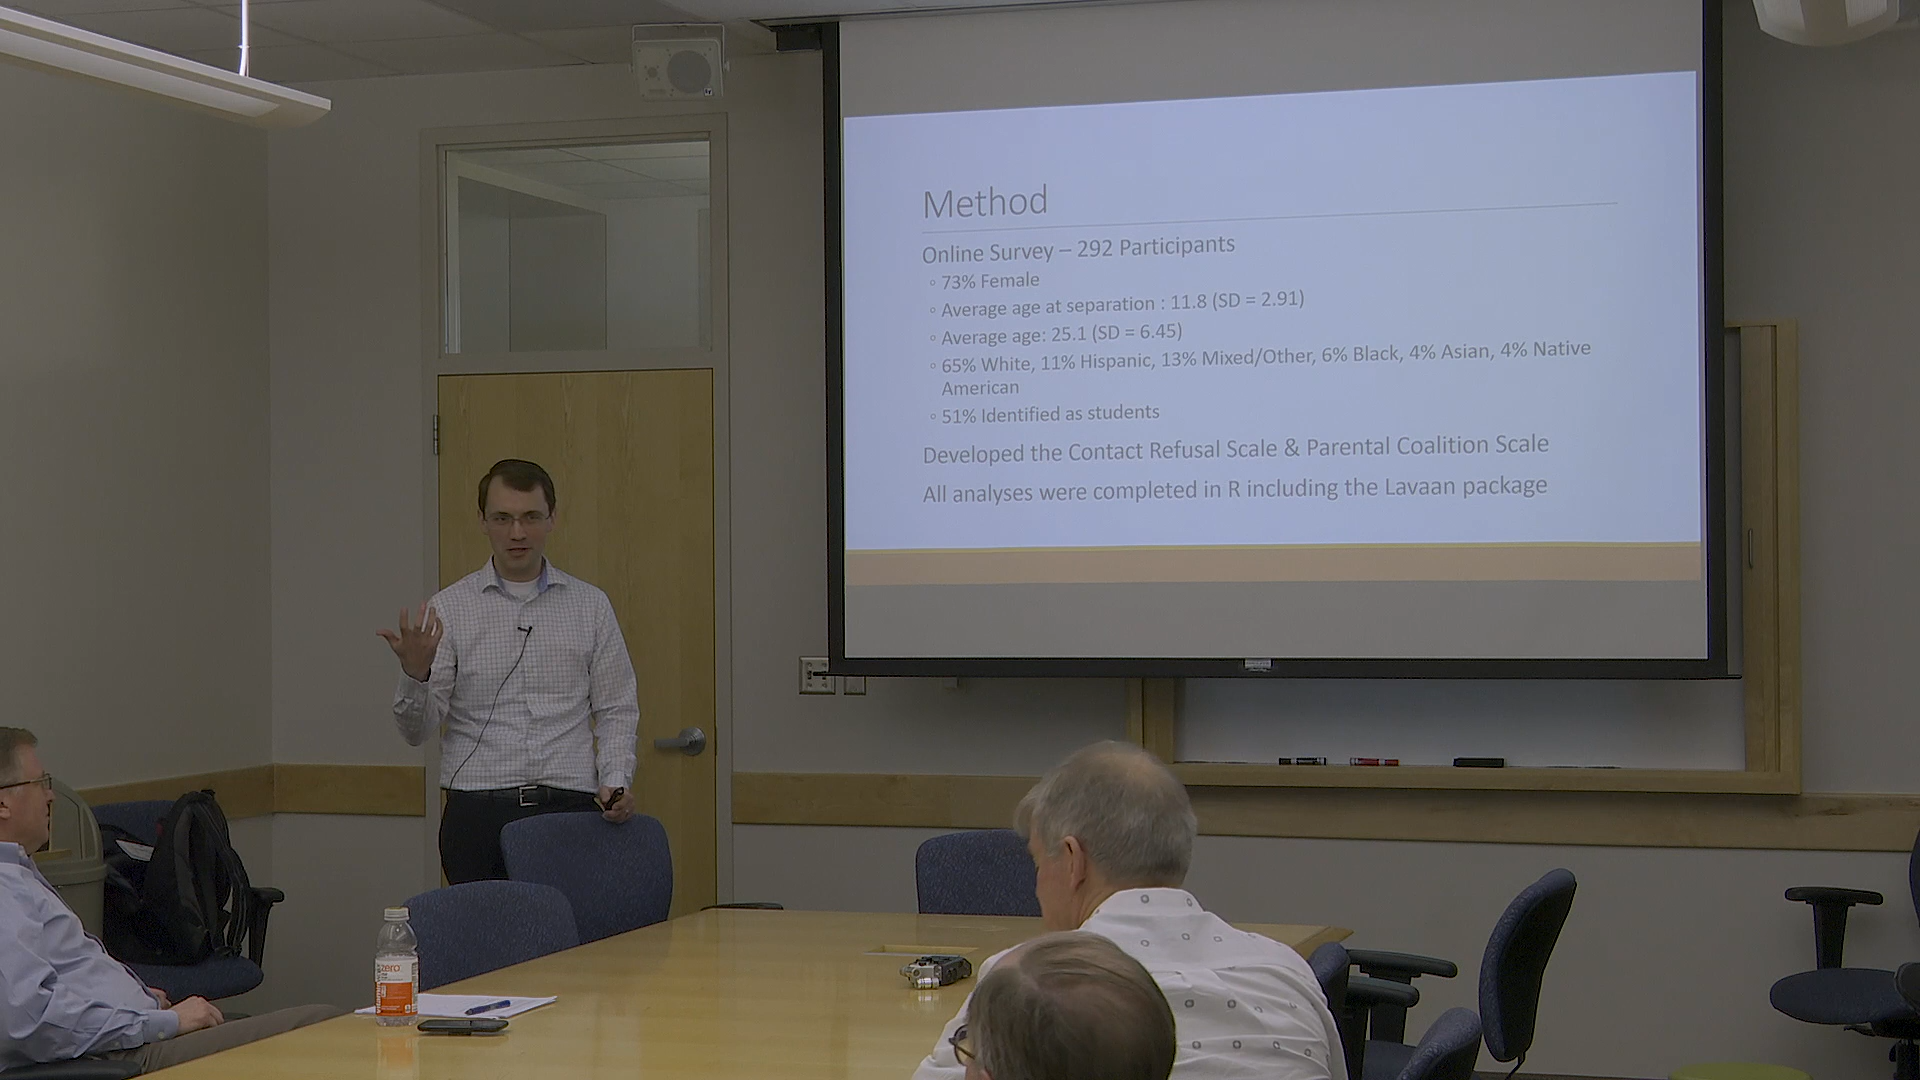 Method
Online Survey – 292 Participants
◦ 73% Female
◦ Average age at separation : 11.8 (SD = 2.91)
◦ Average age: 25.1 (SD = 6.45)
◦ 65% White, 11% Hispanic, 13% Mixed/Other, 6% Black, 4% Asian, 4% Native
American
◦ 51% Identified as students
Developed the Contact Refusal Scale & Parental Coalition Scale
All analyses were completed in R including the Lavaan package
zero